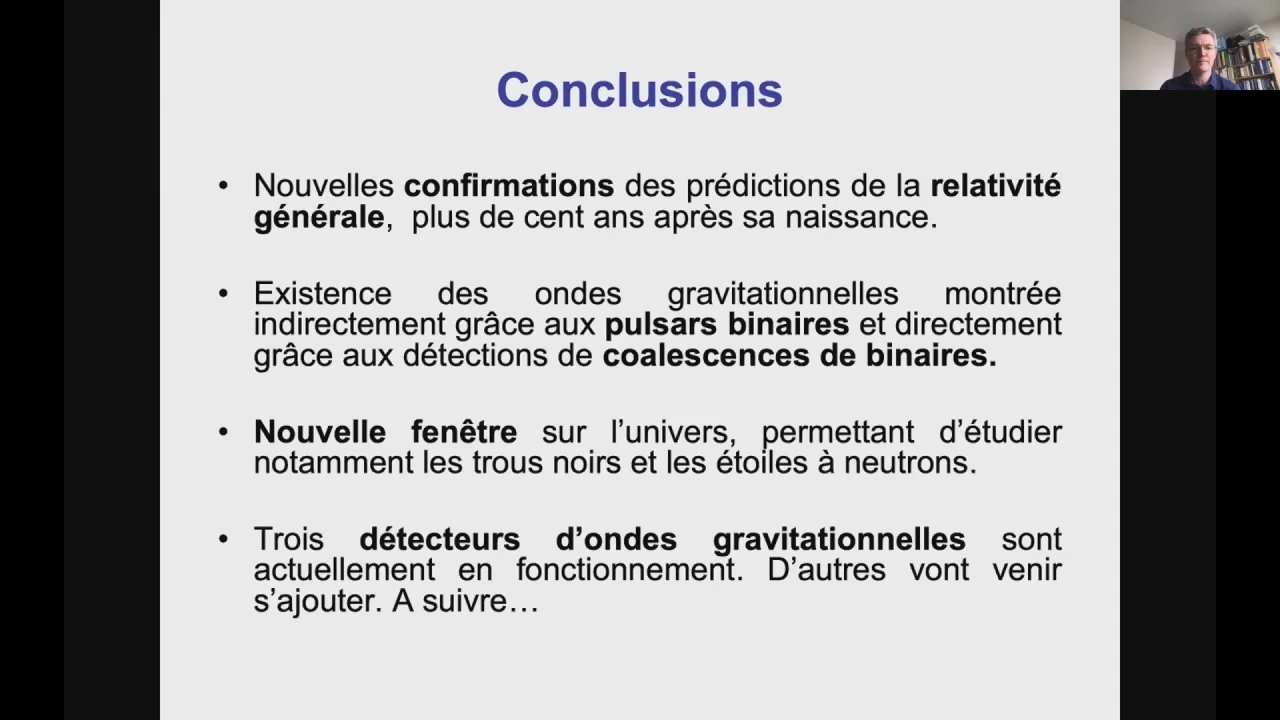 Conclusions
• Nouvelles confirmations des prédictions de la relativité
générale, plus de cent ans après sa naissance.
• Existence des ondes gravitationnelles montrée
indirectement grâce aux pulsars binaires et directement
grâce aux détections de coalescences de binaires.
• Nouvelle fenêtre sur l’univers, permettant d’étudier
notamment les trous noirs et les étoiles à neutrons.
• Trois détecteurs d’ondes gravitationnelles sont
actuellement en fonctionnement. D’autres vont venir
s’ajouter. A suivre…